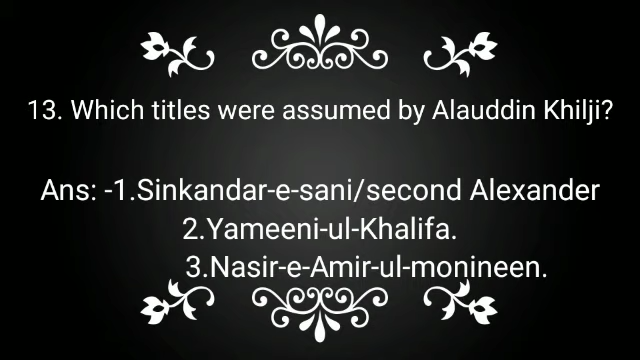 13. Which titles were assumed by Alauddin Khilji?
Ans: -1.Sinkandar-e-sani/second Alexander
2.Yameeni-ul-Khalifa.
3.Nasir-e-Amir-ul-monineen.